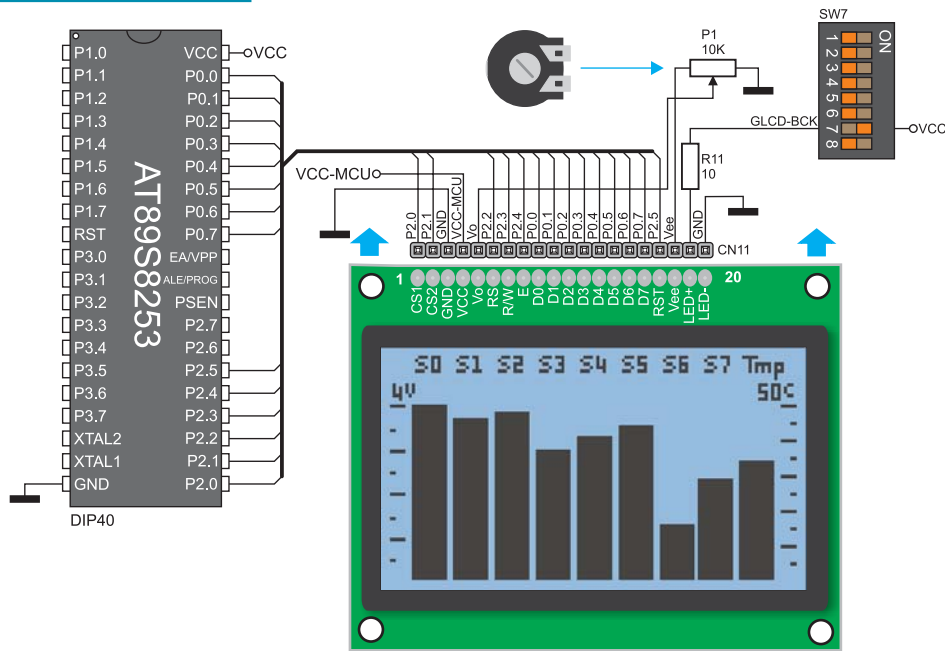 SW7
ON
1
2
3
4
5
6
7
8
VCC
GLCD-BCK
P1
10K
R11
10
P1.0
P1.1
P1.2
P1.3
P1.4
P1.5
P1.6
P1.7
RST
P3.0
P3.1
P3.2
P3.3
P3.4
P3.5
P3.6
P3.7
XTAL2
XTAL1
GND
AT89S8253
VCC
P0.0
P0.1
P0.2
P0.3
P0.4
P0.5
P0.6
P0.7
EA/VPP
ALE/PROG
PSEN
P2.7
P2.6
P2.5
P2.4
P2.3
P2.2
P2.1
P2.0
VCC
DIP40
VCC-MCU
P2.0
P2.1
GND
VCC-MCU
Vo
P2.2
P2.3
P2.4
P0.0
P0.1
P0.2
P0.3
P0.4
P0.5
P0.6
P0.7
P2.5
Vee
GND
CN11
1
20
CS1
CS2
GND
VCC
Vo
RS
R/W
E
D0
D1
D2
D3
D4
D5
D6
D7
RST
Vee
LED+
LED-
S0 S1 S2 S3 S4 S5 S6 S7 Tmp
4V 50C